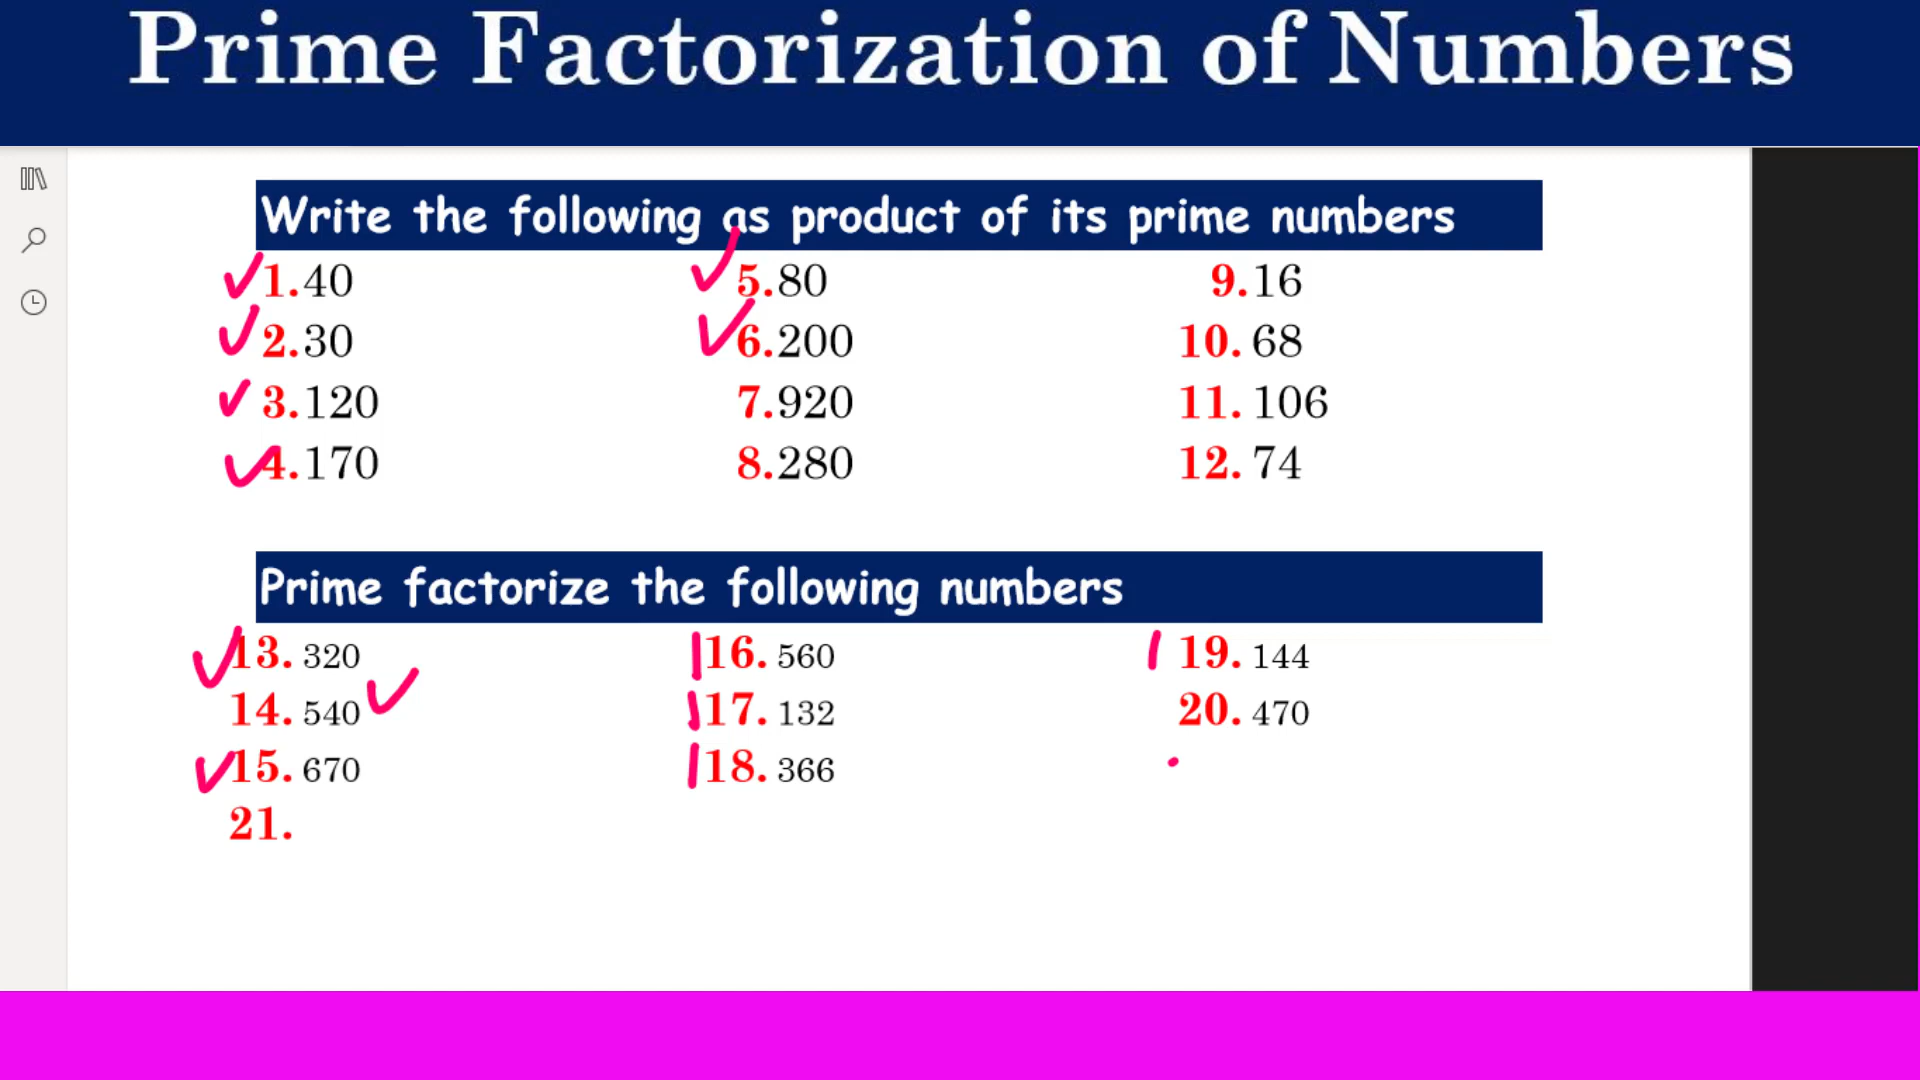 Prime Factorization of Numbers
Write the following as product of its prime numbers
1.40 5.80 9.16
2.30 6.200 10. 68
3.120 7.920 11. 106
4.170 8.280 12. 74
Prime factorize the following numbers
13. 320 16. 560 19. 144
14. 540 17. 132 20. 470
15. 670 18. 366
21.